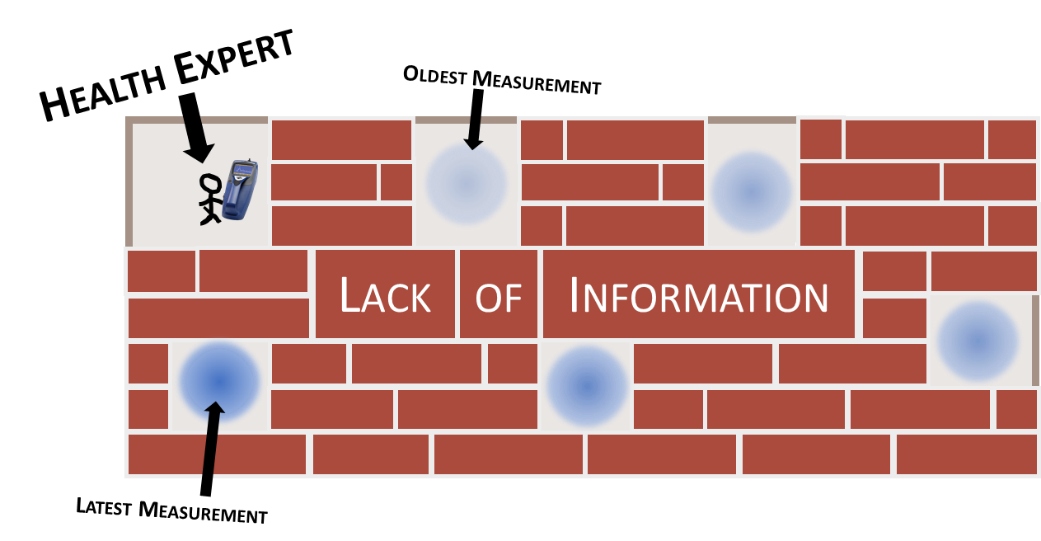 Health Expert
Oldest Measurement
Lack of Information
Latest Measurement